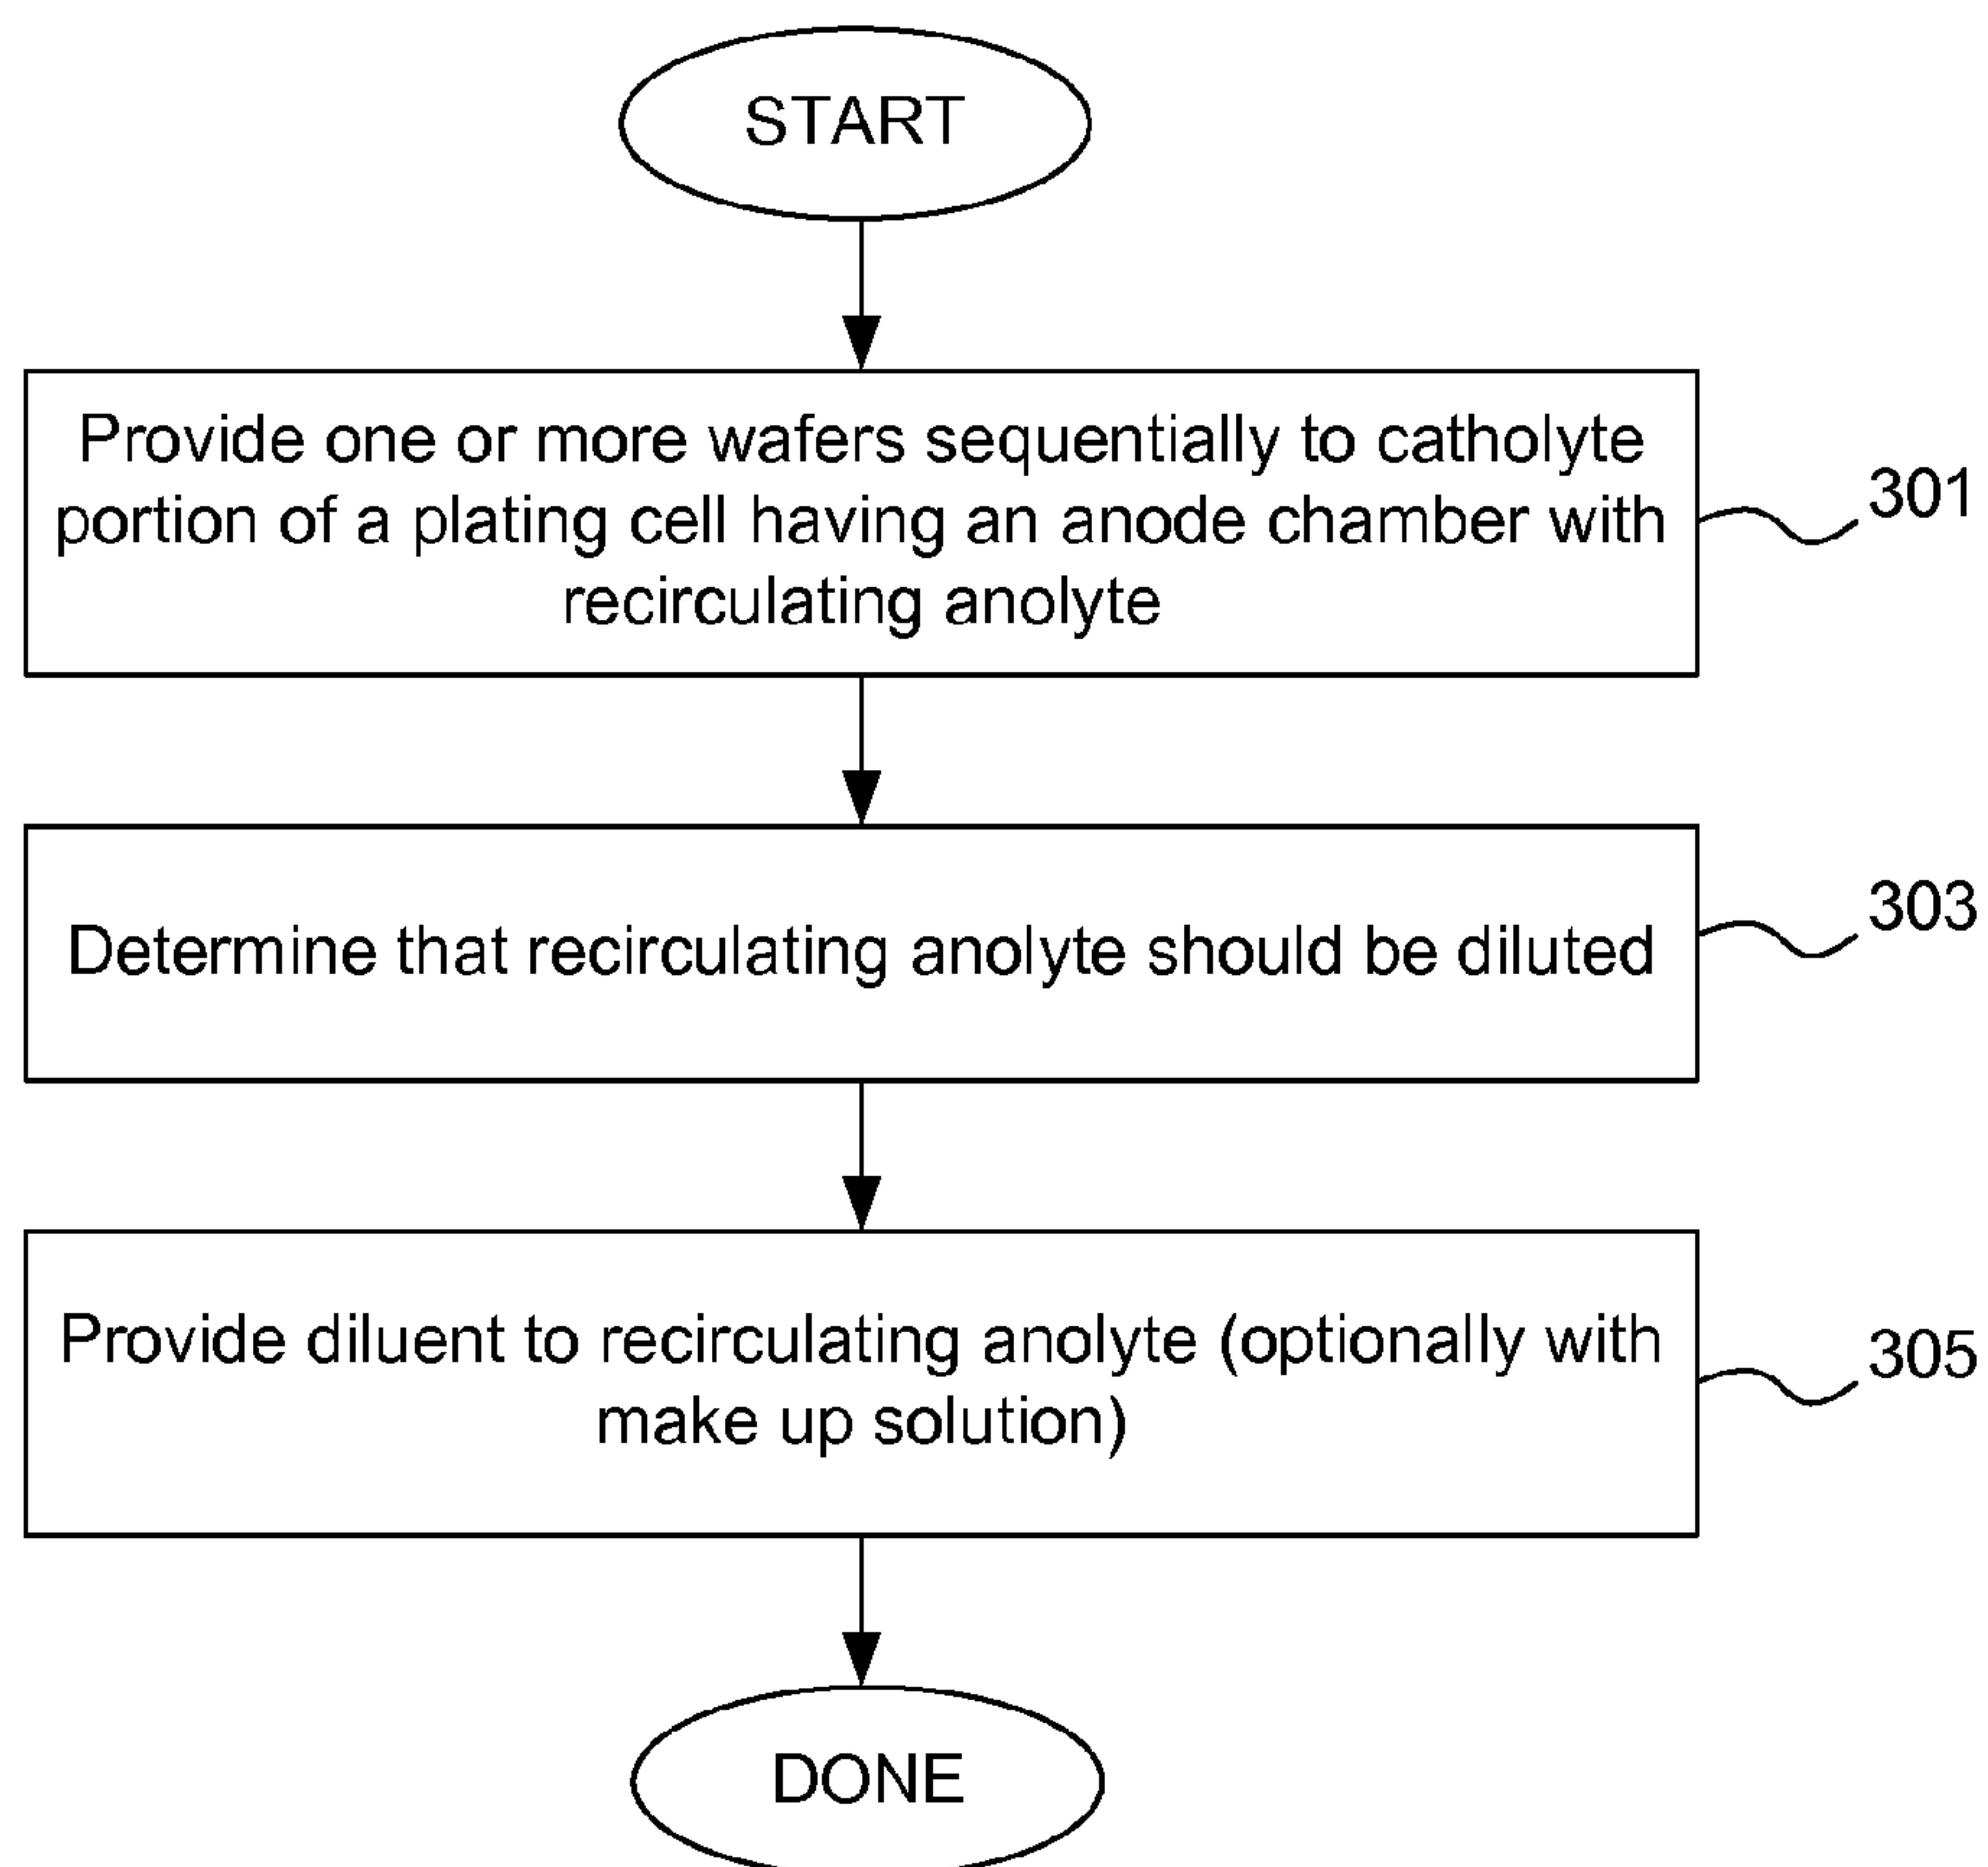 START
Provide one or more wafers sequentially to catholyte
portion of a plating cell having an anode chamber with
recirculating anolyte
301
Determine that recirculating anolyte should be diluted
303
Provide diluent to recirculating anolyte (optionally with
make up solution)
305
DONE